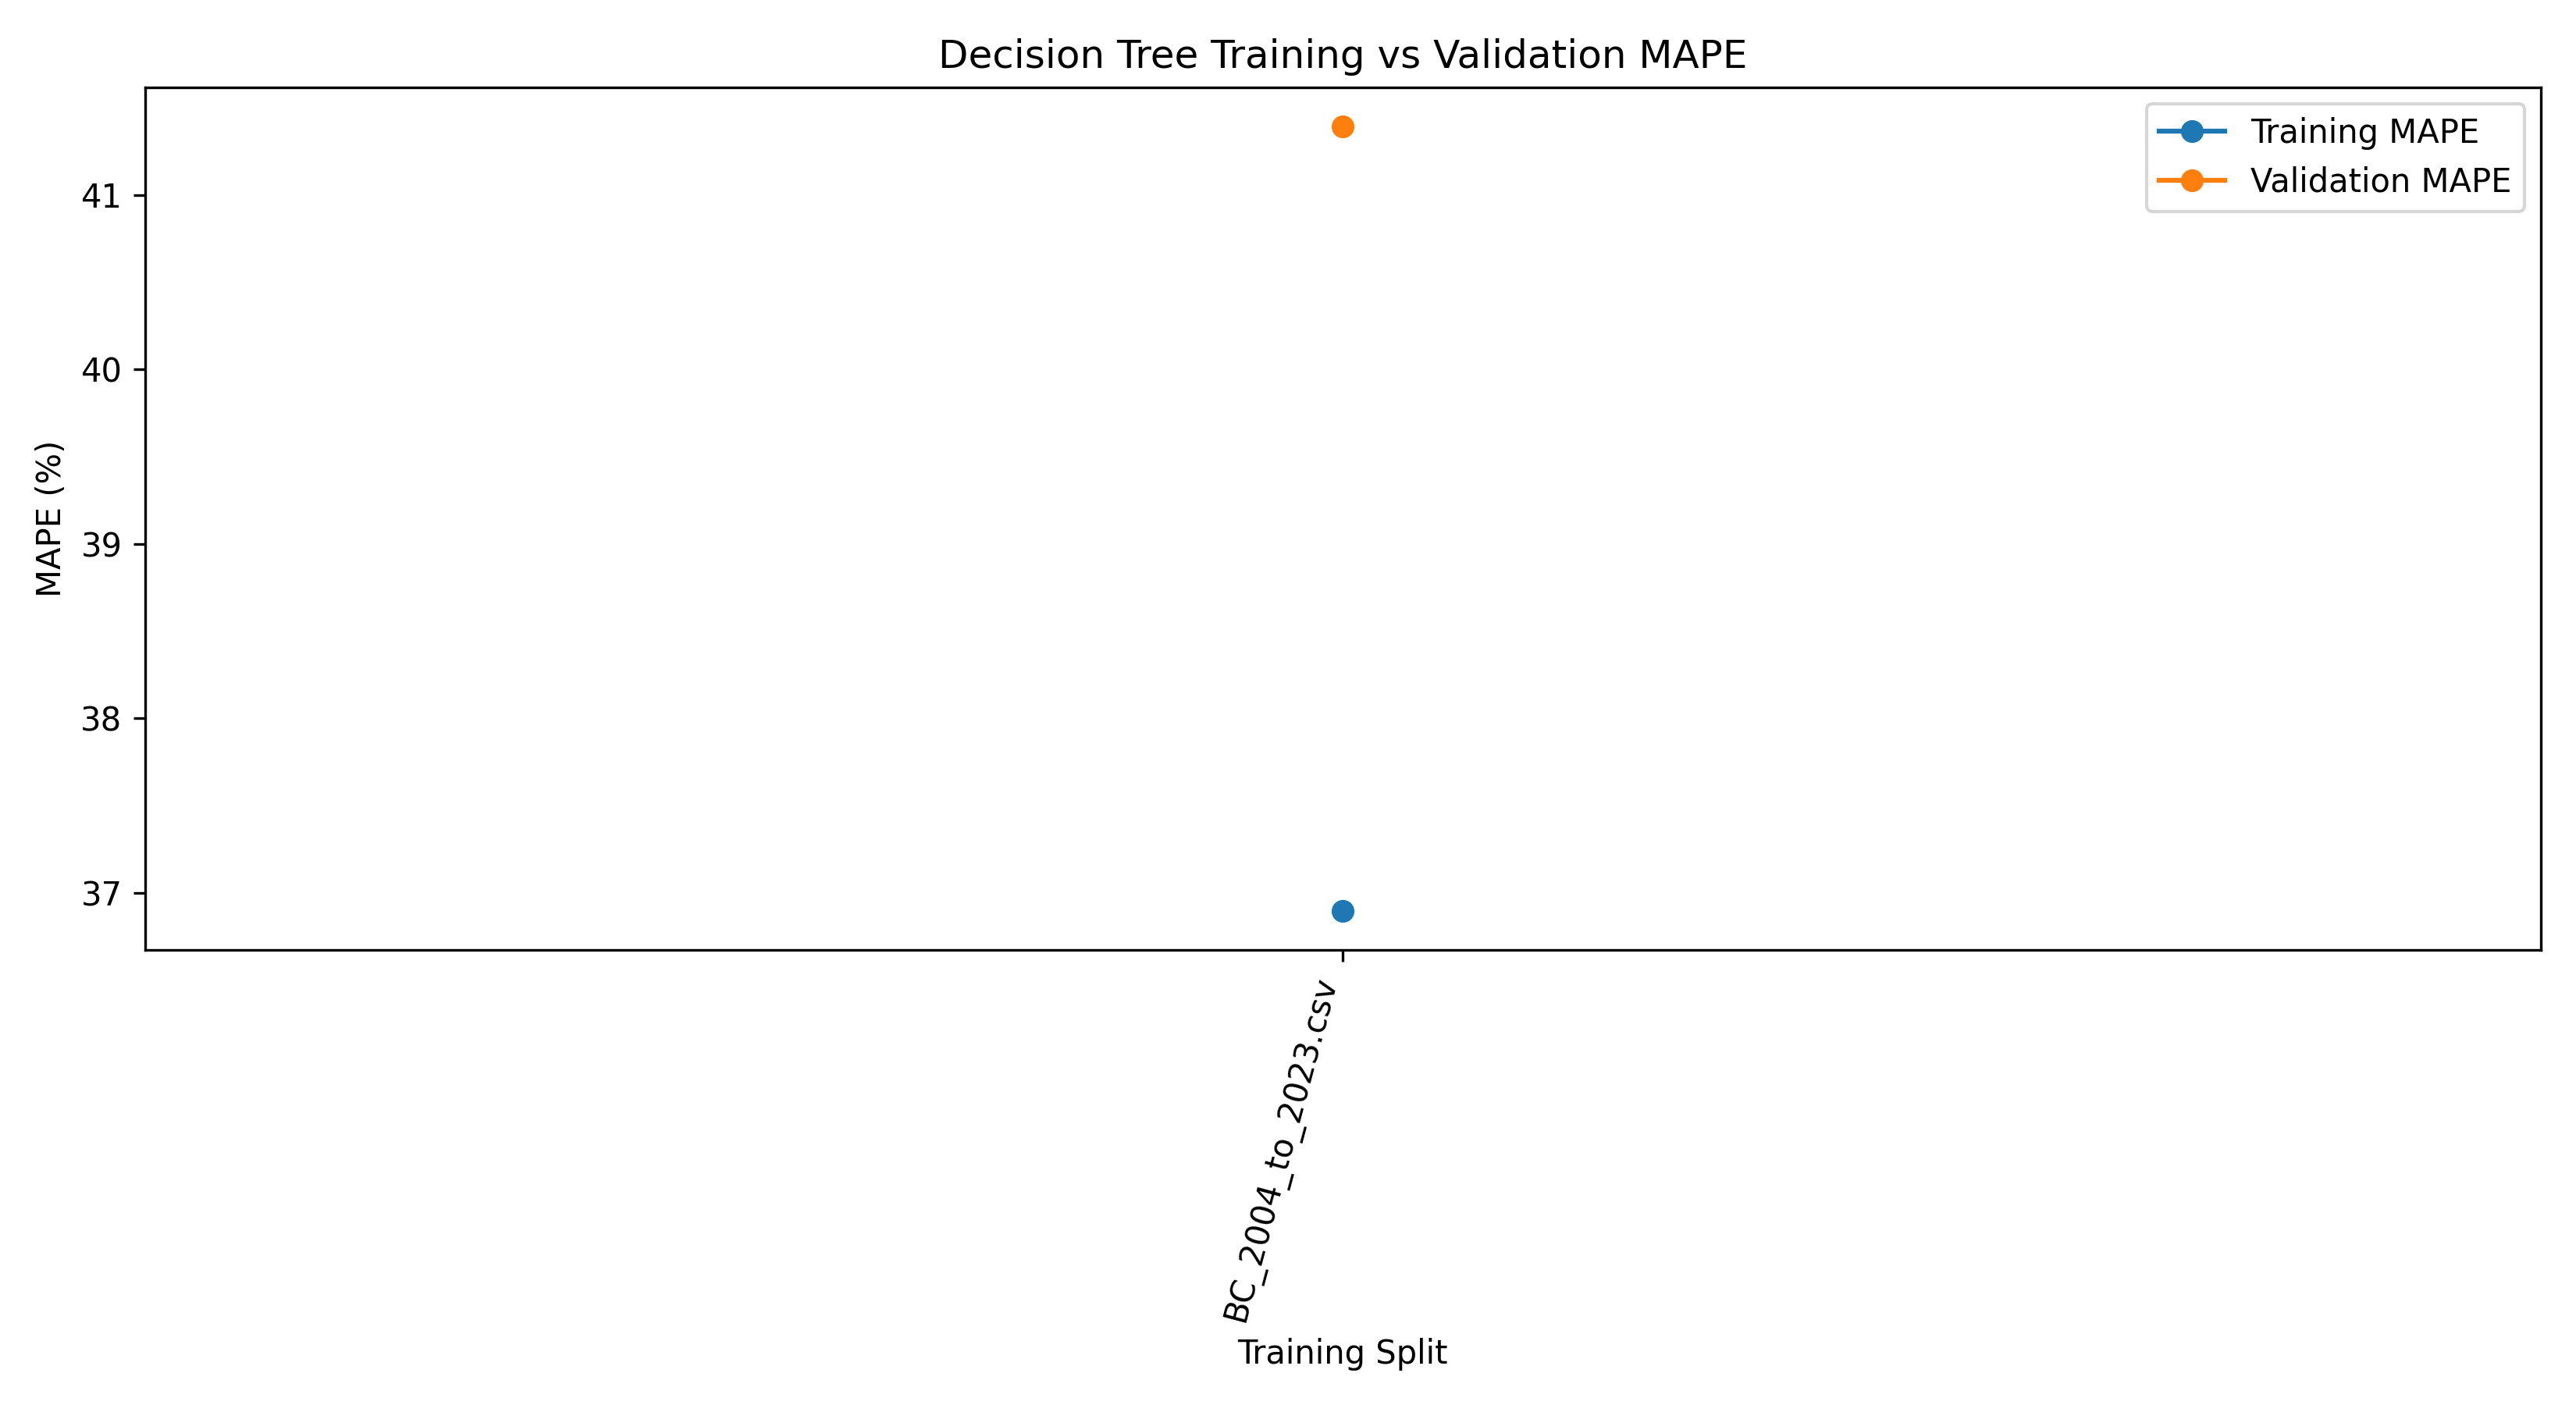 Decision Tree Training vs Validation MAPE
Training MAPE
Validation MAPE
41
40
39
38
37
MAPE (%)
BC_2004_to_2023.csv
Training Split